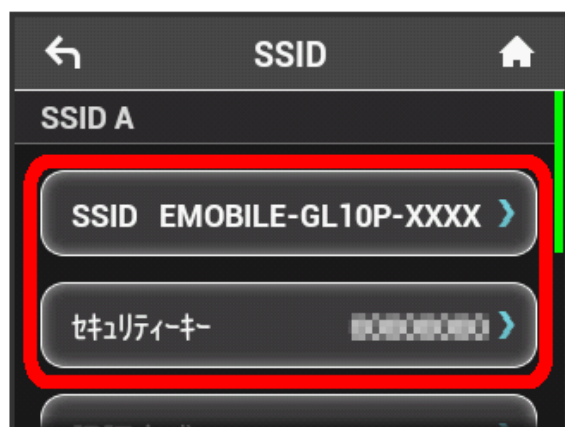 SSID
SSID A
SSID EMOBILE-GL10P-XXXX
ｾｷｭﾘﾃｨｰｷｰ